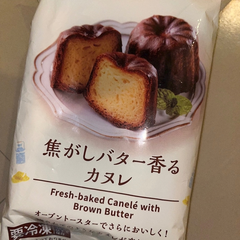 焦がしバター香る
カヌレ
Fresh-baked Canelé with
Brown Butter
オーブントースターでさらにおいしく!
要冷凍